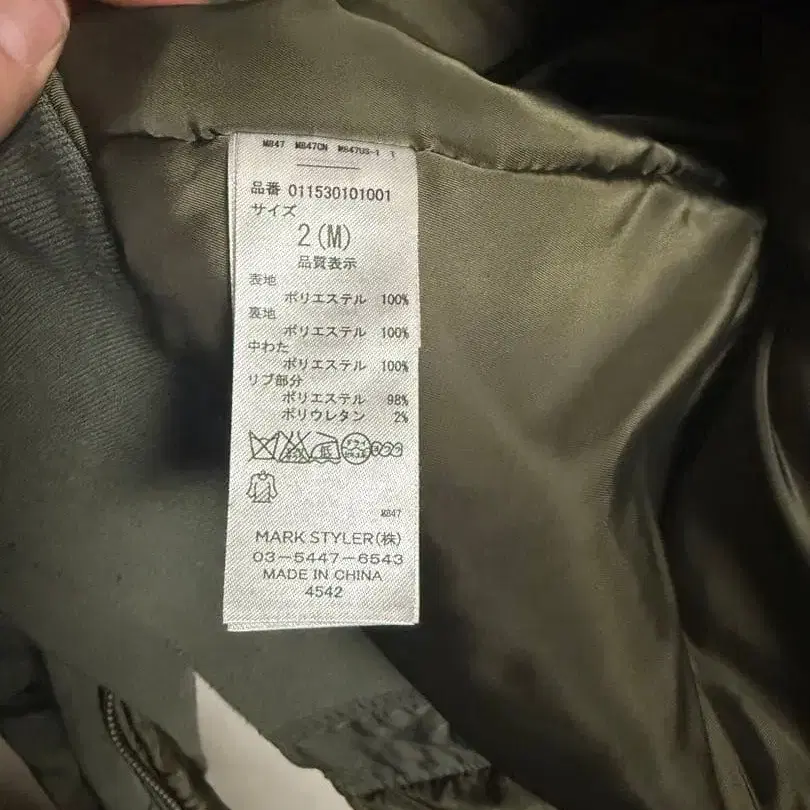 M847 M847CN M847US-1 1
品番 011530101001
サイズ
2(M)
品質表示
表地
ポリエステル 100%
裏地
ポリエステル 100%
中わた
ポリエステル 100%
リブ部分
ポリエステル 98%
ポリウレタン 2%
低
M847
MARK STYLER(株)
03-5447-6543
MADE IN CHINA
4542